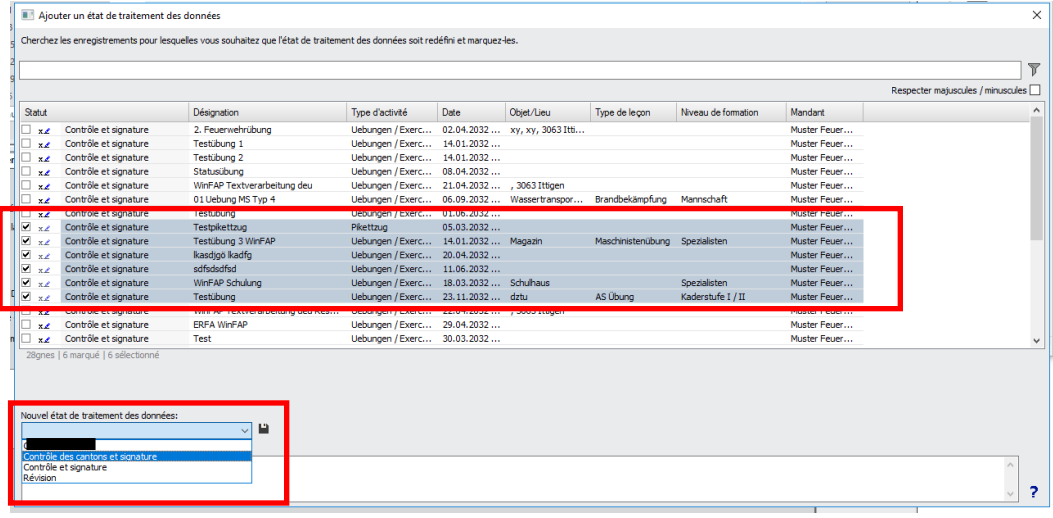 Ajouter un état de traitement des données
Cherchez les enregistrements pour lesquelles vous souhaitez que l'état de traitement des données soit redéfini et marquez-les.
Respecter majuscules / minuscules
Statut Désignation Type d'activité Date Objet/Lieu Type de leçon Niveau de formation Mandant
Contrôle et signature 2. Feuerwehrübung Uebungen / Exerc... 02.04.2032 ... xy, xy, 3063 Itti... Muster Feuer...
Contrôle et signature Testübung 1 Uebungen / Exerc... 14.01.2032 ... Muster Feuer...
Contrôle et signature Testübung 2 Uebungen / Exerc... 14.01.2032 ... Muster Feuer...
Contrôle et signature Statusübung Uebungen / Exerc... 08.04.2032 ... Muster Feuer...
Contrôle et signature WinFAP Textverarbeitung deu Uebungen / Exerc... 21.04.2032 ... , 3063 Ittigen Muster Feuer...
Contrôle et signature 01 Uebung MS Typ 4 Uebungen / Exerc... 06.09.2032 ... Wassertranspor... Brandbekämpfung Mannschaft Muster Feuer...
Contrôle et signature Testübung Uebungen / Exerc... 01.06.2032 ... Muster Feuer...
Contrôle et signature Testpikettzug Pikettzug 05.03.2032 ... Muster Feuer...
Contrôle et signature Testübung 3 WinFAP Uebungen / Exerc... 14.01.2032 ... Magazin Maschinistenübung Spezialisten Muster Feuer...
Contrôle et signature lkasdjgö lkadfg Uebungen / Exerc... 20.04.2032 ... Muster Feuer...
Contrôle et signature sdfsdsdfsd Uebungen / Exerc... 11.06.2032 ... Muster Feuer...
Contrôle et signature WinFAP Schulung Uebungen / Exerc... 18.03.2032 ... Schulhaus Spezialisten Muster Feuer...
Contrôle et signature Testübung Uebungen / Exerc... 23.11.2032 ... dztu AS Übung Kaderstufe I / II Muster Feuer...
Contrôle et signature WinFAP Textverarbeitung deu Kes... Uebungen / Exerc... 22.04.2032 ... , 3063 Ittigen Muster Feuer...
Contrôle et signature ERFA WinFAP Uebungen / Exerc... 29.04.2032 ... Muster Feuer...
Contrôle et signature Test Uebungen / Exerc... 30.03.2032 ... Muster Feuer...
28gnes | 6 marqué | 6 sélectionné
Nouvel état de traitement des données:
Contrôle des cantons et signature
Contrôle et signature
Révision
?